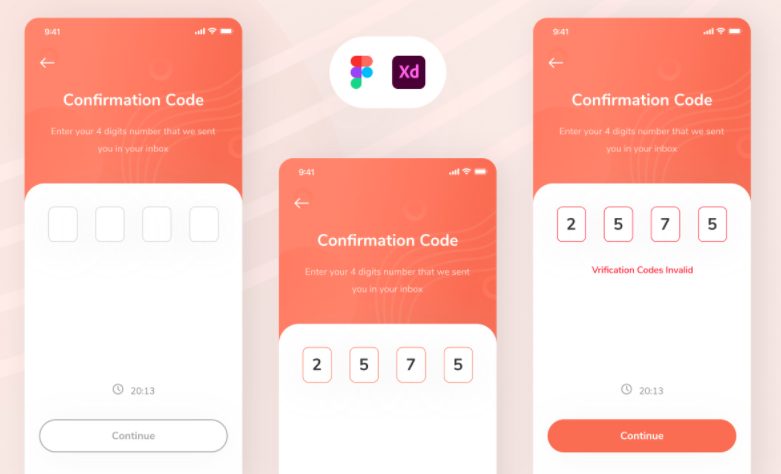 9:41
Confirmation Code
Enter your 4 digits number that we sent
you in your inbox
20:13
Continue
Xd
9:41
Confirmation Code
Enter your 4 digits number that we sent
you in your inbox
2 5 7 5
9:41
Confirmation Code
Enter your 4 digits number that we sent
you in your inbox
2 5 7 5
Vrification Codes Invalid
20:13
Continue